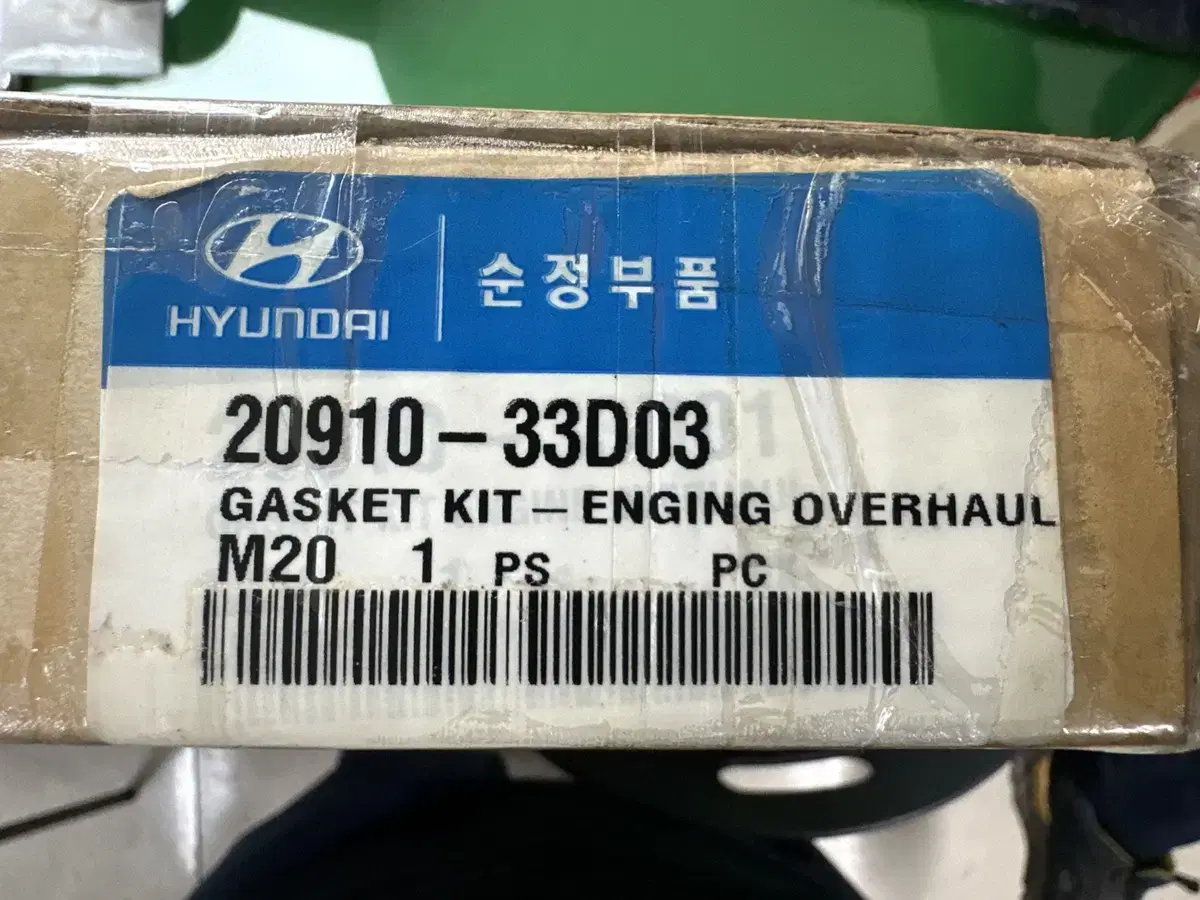 HYUNDAI
순정부품
20910-33D03
GASKET KIT-ENGING OVERHAUL
M20 1 PS PC